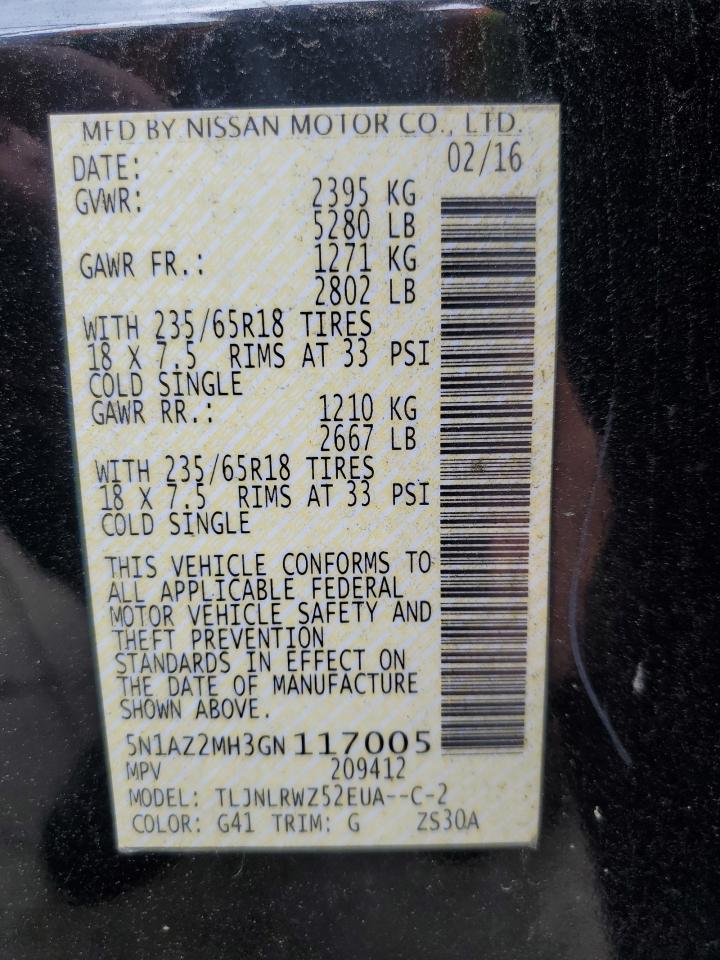 MFD BY NISSAN MOTOR CO., LTD.
DATE: 02/16
GVWR: 2395 KG
5280 LB
GAWR FR.: 1271 KG
2802 LB
WITH 235/65R18 TIRES
18 X 7.5 RIMS AT 33 PSI
COLD SINGLE
GAWR RR.: 1210 KG
2667 LB
WITH 235/65R18 TIRES
18 X 7.5 RIMS AT 33 PSI
COLD SINGLE
THIS VEHICLE CONFORMS TO
ALL APPLICABLE FEDERAL
MOTOR VEHICLE SAFETY AND
THEFT PREVENTION
STANDARDS IN EFFECT ON
THE DATE OF MANUFACTURE
SHOWN ABOVE.
5N1AZ2MH3GN117005
MPV 209412
MODEL: TLJNLRWZ52EUA--C-2
COLOR: G41 TRIM: G ZS30A